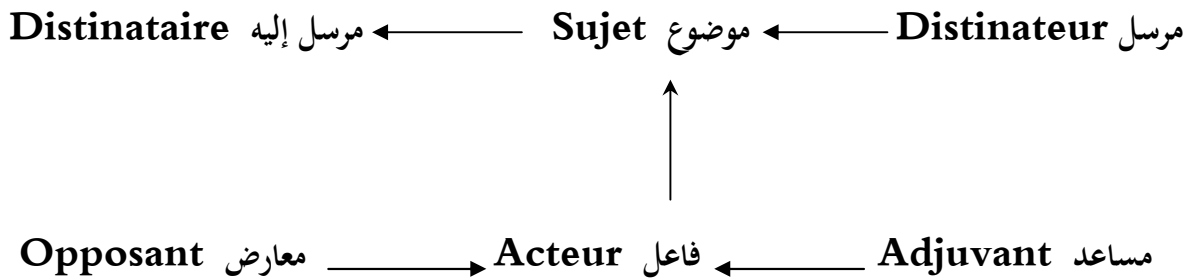 مرسل Distinateur موضوع Sujet مرسل إليه Distinataire
مساعد Adjuvant فاعل Acteur معارض Opposant